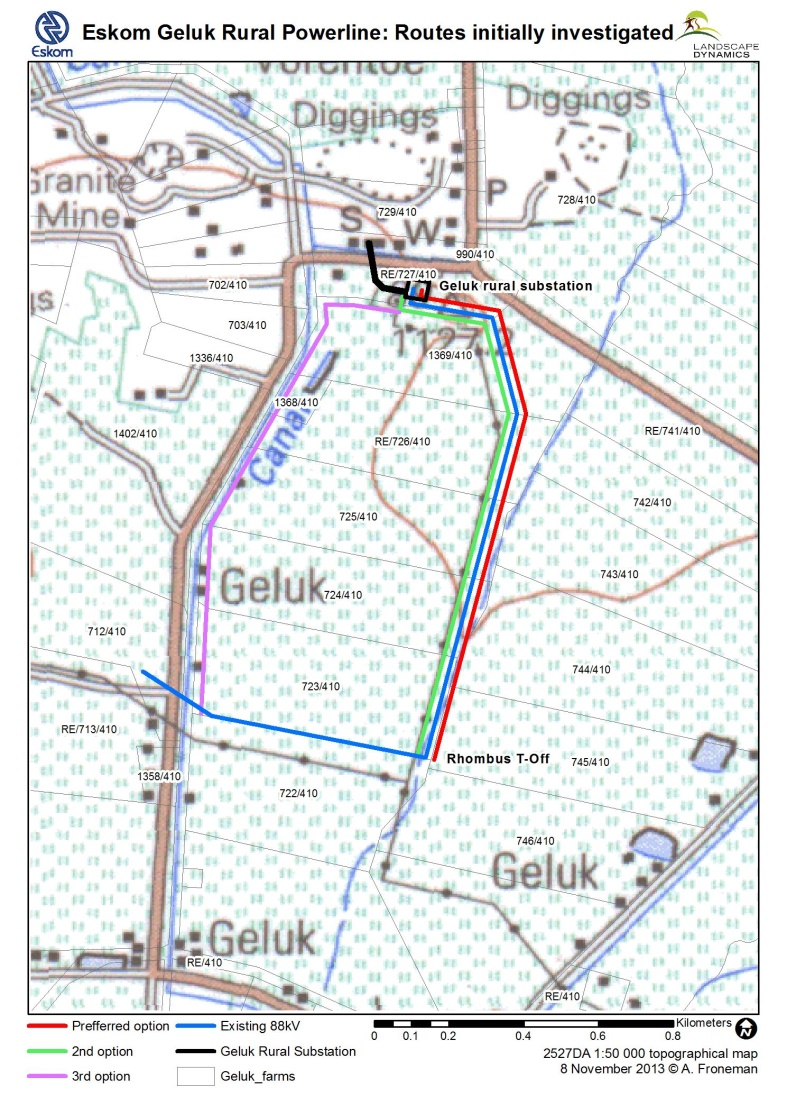 Eskom
Eskom Geluk Rural Powerline: Routes initially investigated
LANDSCAPE
DYNAMICS
Diggings
Diggings
Granite
Mine
P
728/410
729/410
S
W
990/410
RE/727/410
702/410
Geluk rural substation
gs
703/410
1127
1369/410
1336/410
1368/410
Canal
1402/410
RE/726/410
RE/741/410
742/410
725/410
743/410
Geluk
724/410
712/410
744/410
723/410
RE/713/410
Rhombus T-Off
745/410
1358/410
722/410
746/410
Geluk
Geluk
RE/410
RE/410
Prefferred option
Existing 88kV
2nd option
Geluk Rural Substation
3rd option
Geluk_farms
Kilometers
0 0.1 0.2 0.4 0.6 0.8
N
2527DA 1:50 000 topographical map
8 November 2013 © A. Froneman